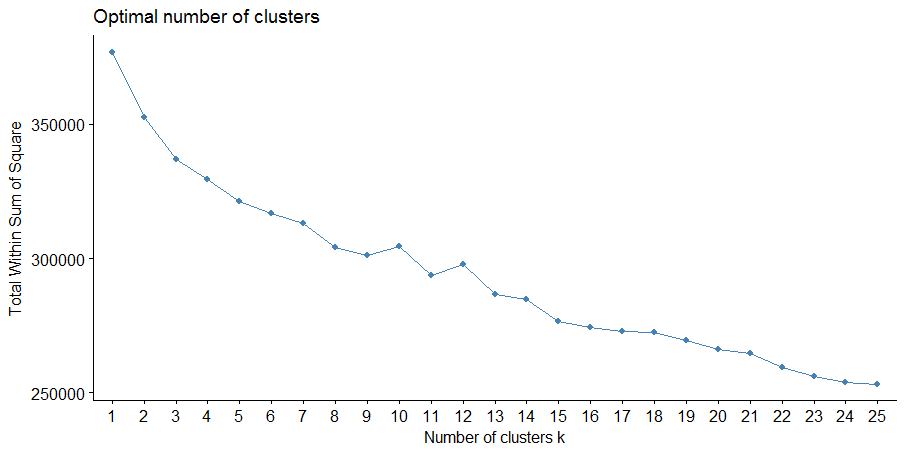 Optimal number of clusters
Total Within Sum of Square
350000
300000
250000
1 2 3 4 5 6 7 8 9 10 11 12 13 14 15 16 17 18 19 20 21 22 23 24 25
Number of clusters k